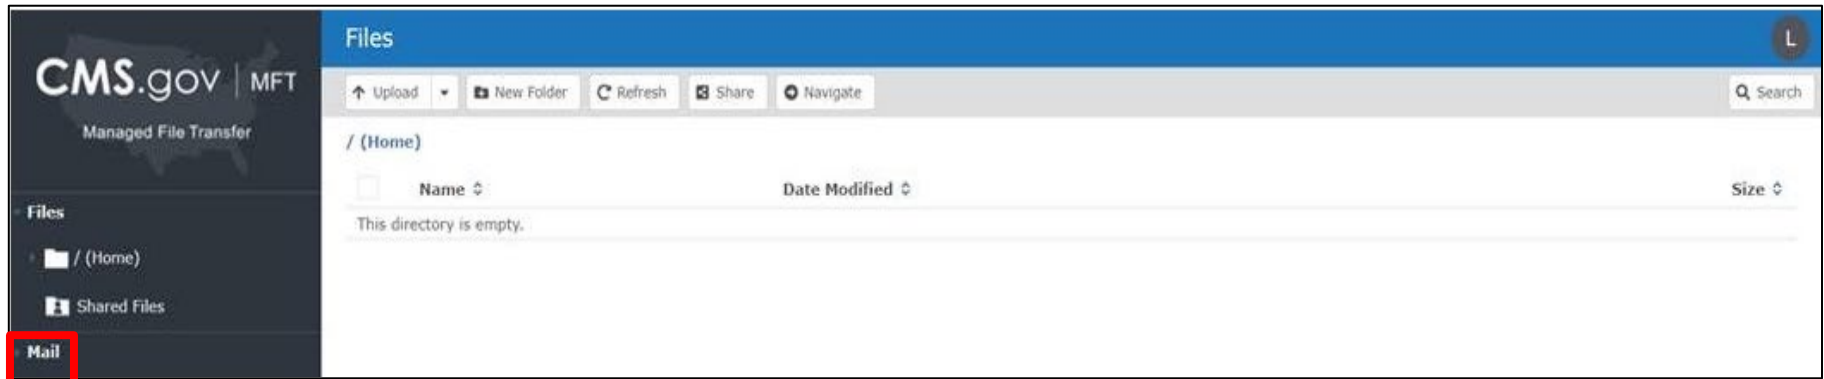 CMS.gov | MFT
Managed File Transfer
Files
/ (Home)
Shared Files
Mail
Files
L
Upload
New Folder
Refresh
Share
Navigate
Search
/ (Home)
Name Date Modified Size
This directory is empty.